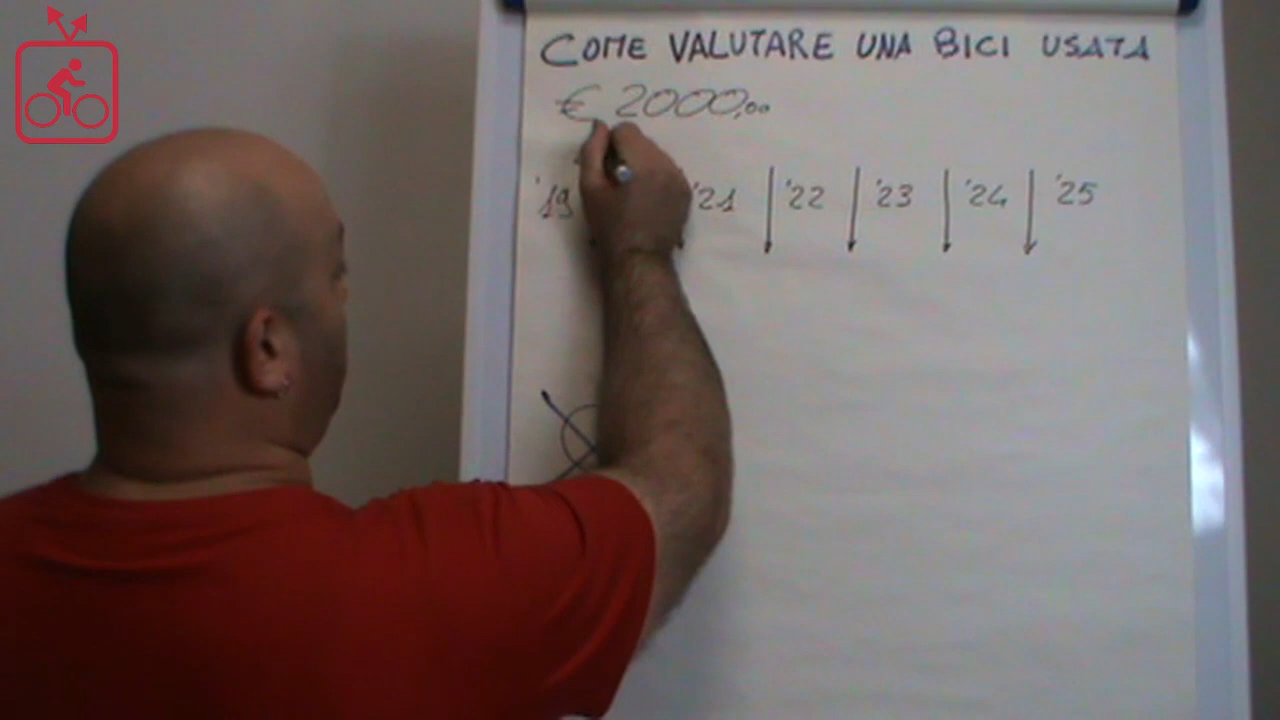 COME VALUTARE UNA BICI USATA
€ 2000,00
'19 '21 '22 '23 '24 '25